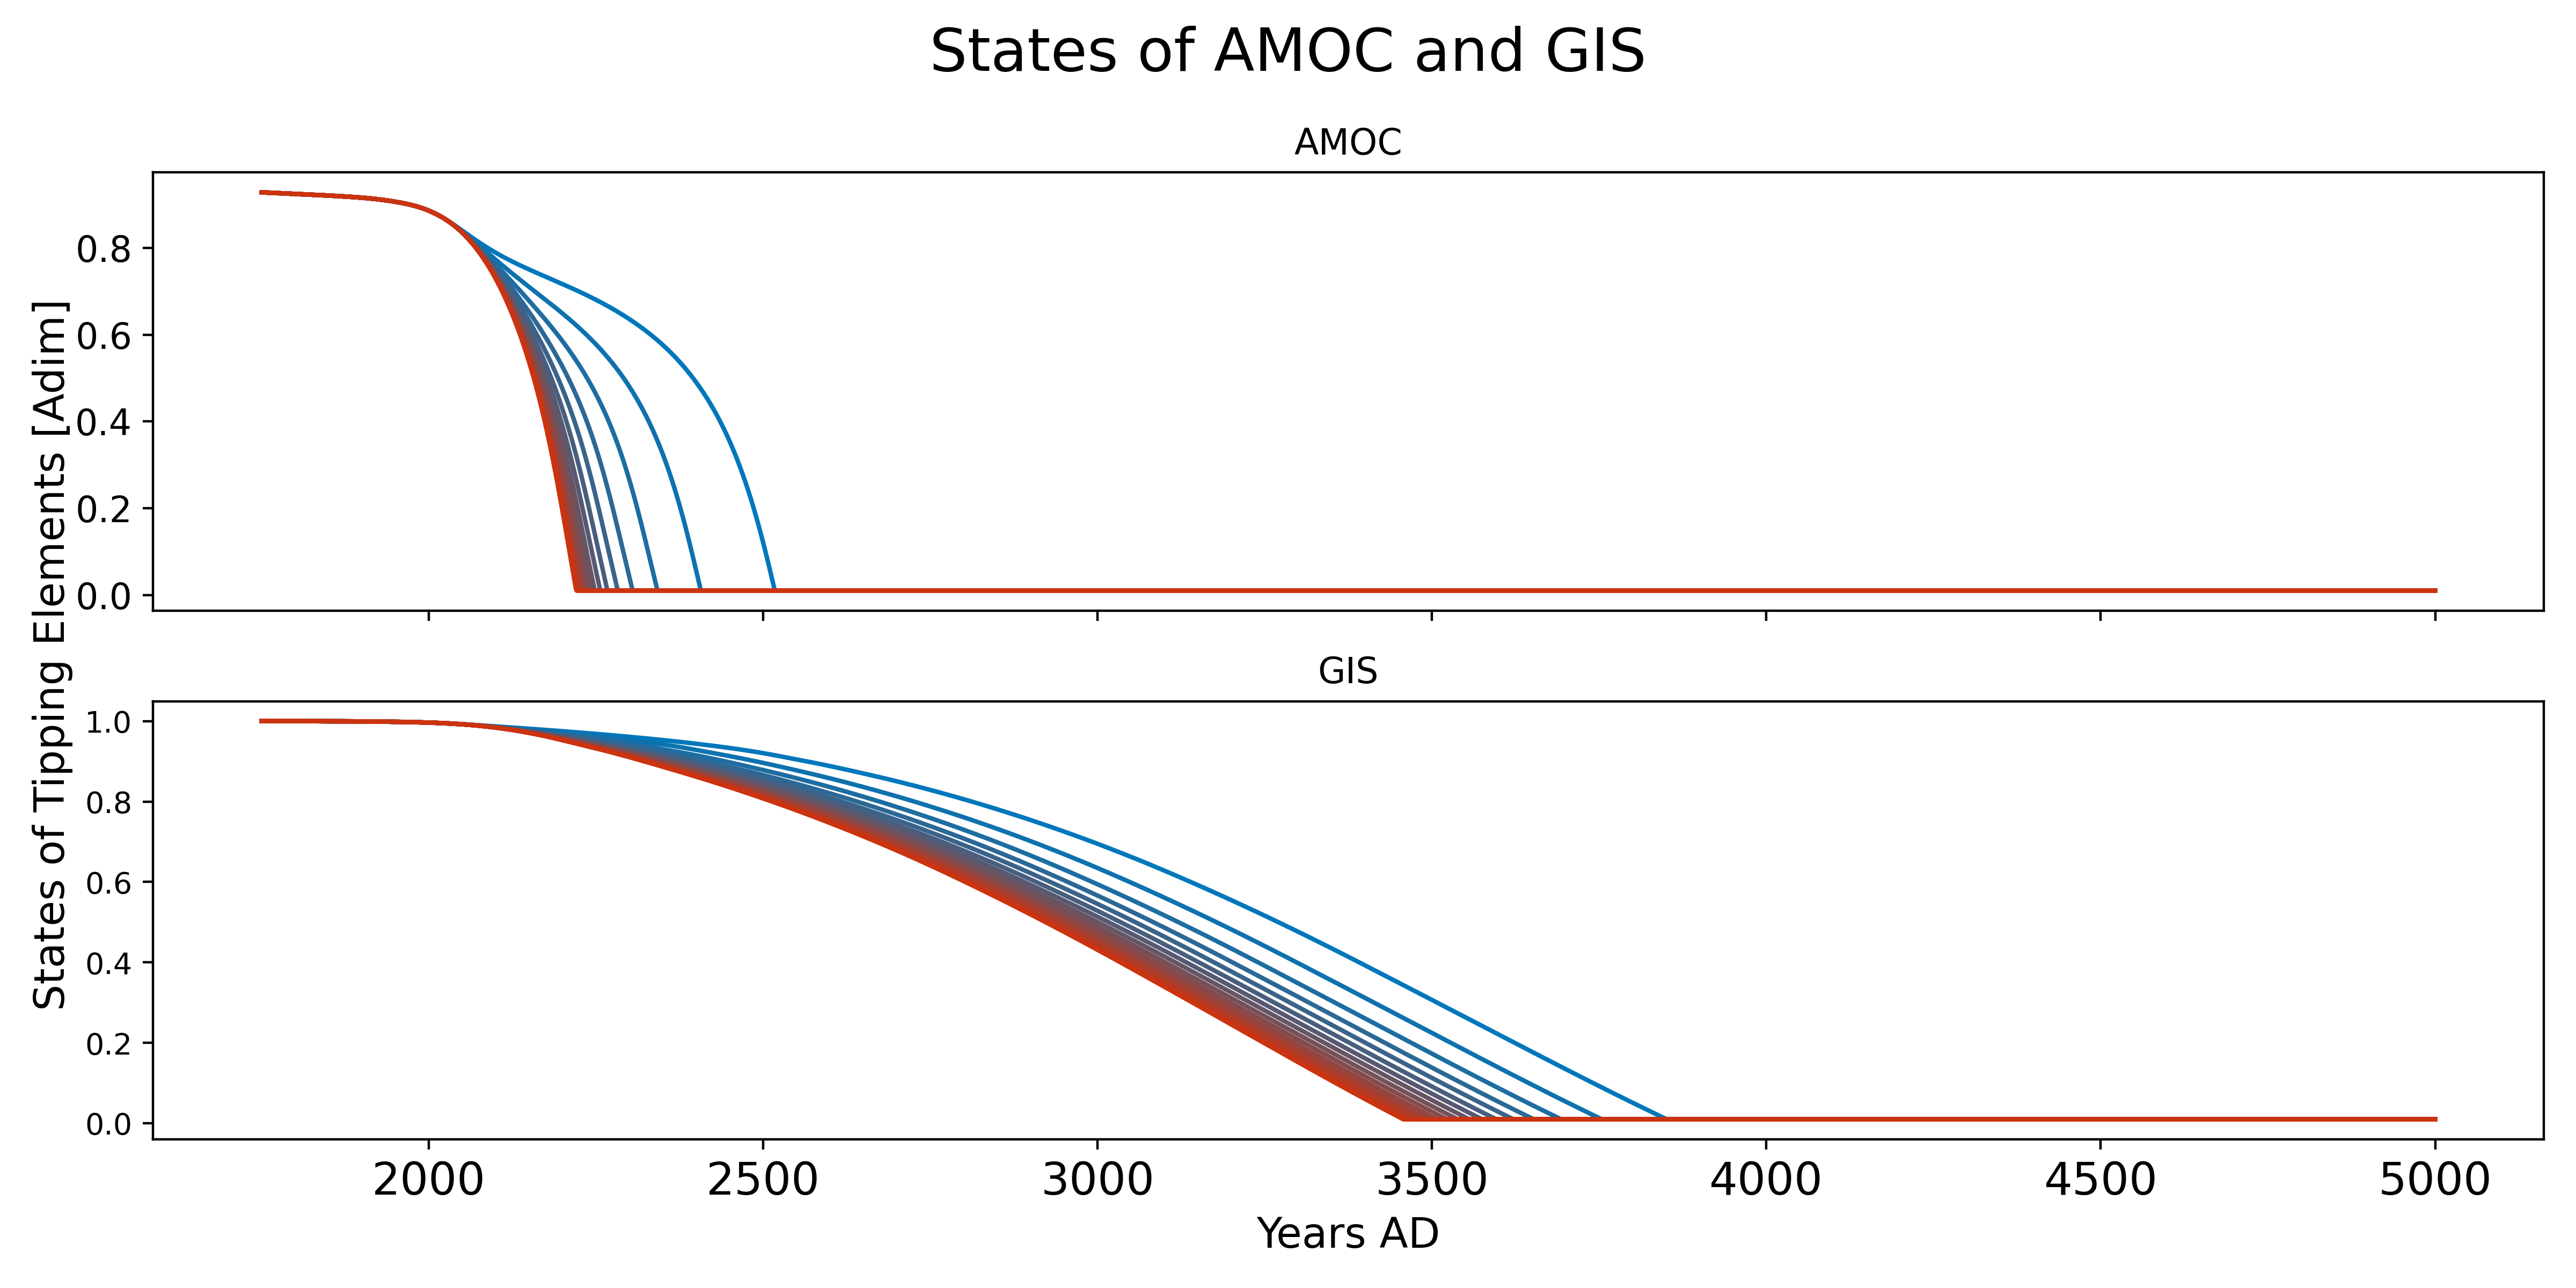 States of AMOC and GIS
AMOC
States of Tipping Elements [Adim]
0.8
0.6
0.4
0.2
0.0
GIS
1.0
0.8
0.6
0.4
0.2
0.0
2000 2500 3000 3500 4000 4500 5000
Years AD